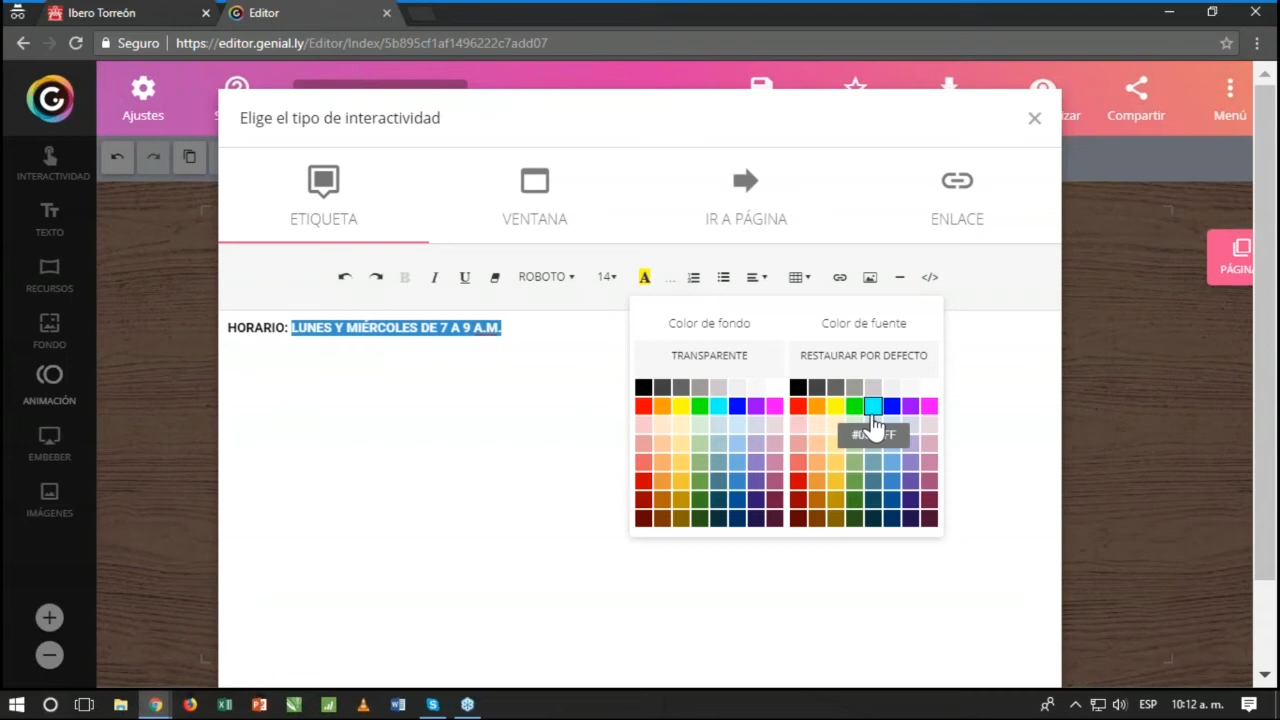 Ibero Torreón
Editor
Seguro
https://editor.genial.ly/Editor/Index/5b895cf1af1496222c7add07
Ajustes
Compartir
Menú
Elige el tipo de interactividad
ETIQUETA
VENTANA
IR A PÁGINA
ENLACE
INTERACTIVIDAD
TEXTO
RECURSOS
FONDO
ANIMACIÓN
EMBEBER
IMÁGENES
ROBOTO
14
A
HORARIO: LUNES Y MIÉRCOLES DE 7 A 9 A.M.
Color de fondo
Color de fuente
TRANSPARENTE
RESTAURAR POR DEFECTO
ESP
10:12 a. m.